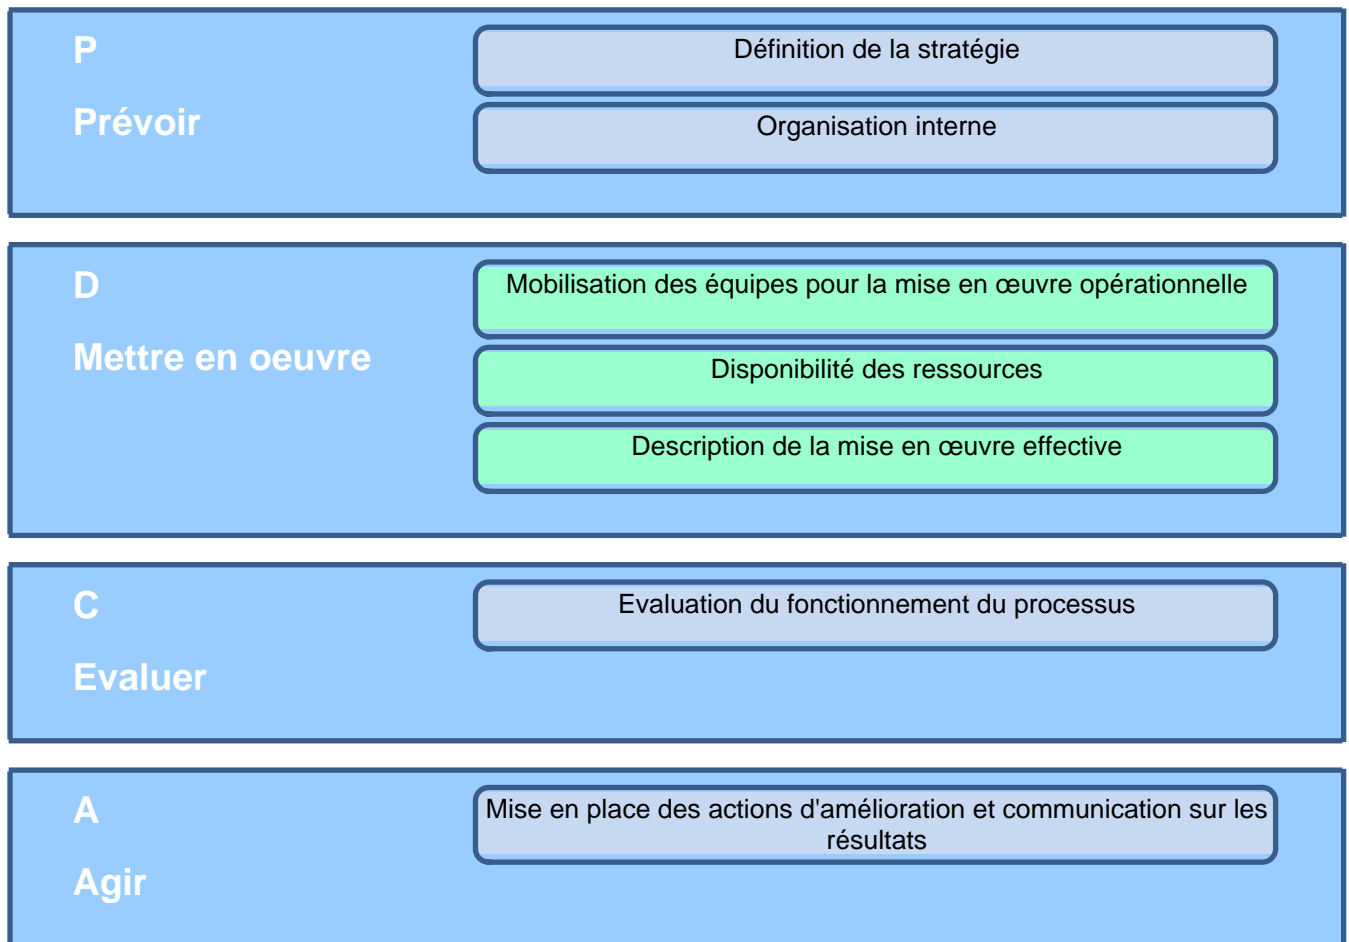 P
Prévoir
Définition de la stratégie
Organisation interne
D
Mettre en oeuvre
Mobilisation des équipes pour la mise en œuvre opérationnelle
Disponibilité des ressources
Description de la mise en œuvre effective
C
Evaluer
Evaluation du fonctionnement du processus
A
Agir
Mise en place des actions d'amélioration et communication sur les
résultats